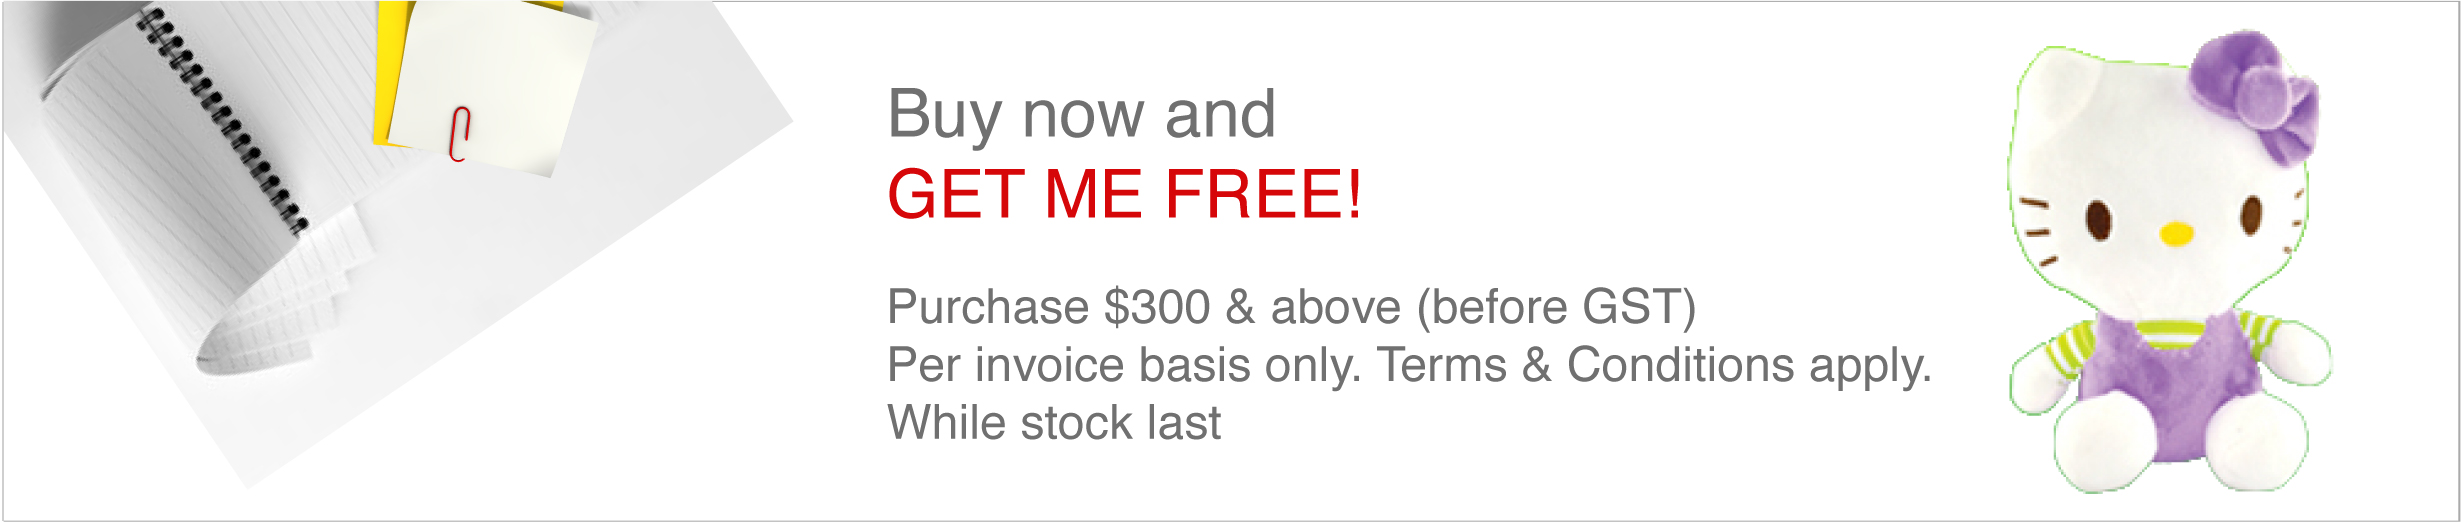 Buy now and
GET ME FREE!
Purchase $300 & above (before GST)
Per invoice basis only. Terms & Conditions apply.
While stock last